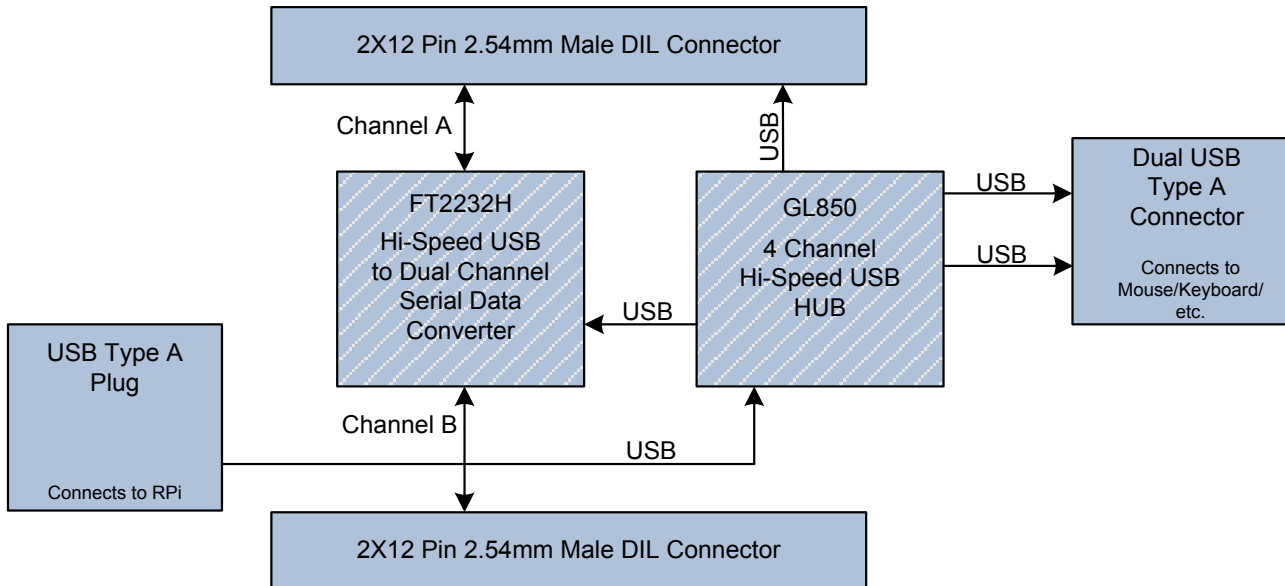 2X12 Pin 2.54mm Male DIL Connector
Channel A
USB
FT2232H
Hi-Speed USB
to Dual Channel
Serial Data
Converter
GL850
4 Channel
Hi-Speed USB
HUB
USB
USB
Dual USB
Type A
Connector
Connects to
Mouse/Keyboard/
etc.
USB
USB Type A
Plug
Connects to RPi
Channel B
USB
2X12 Pin 2.54mm Male DIL Connector